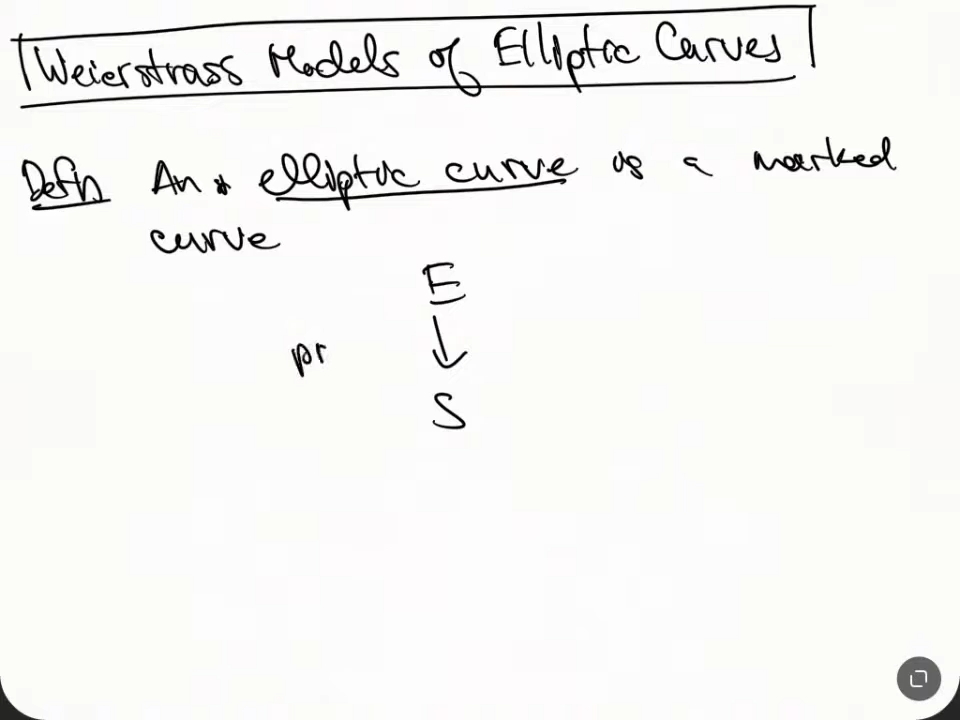 Weierstrass Models of Elliptic Curves
Defn An elliptic curve is a marked
curve
E
pr
S